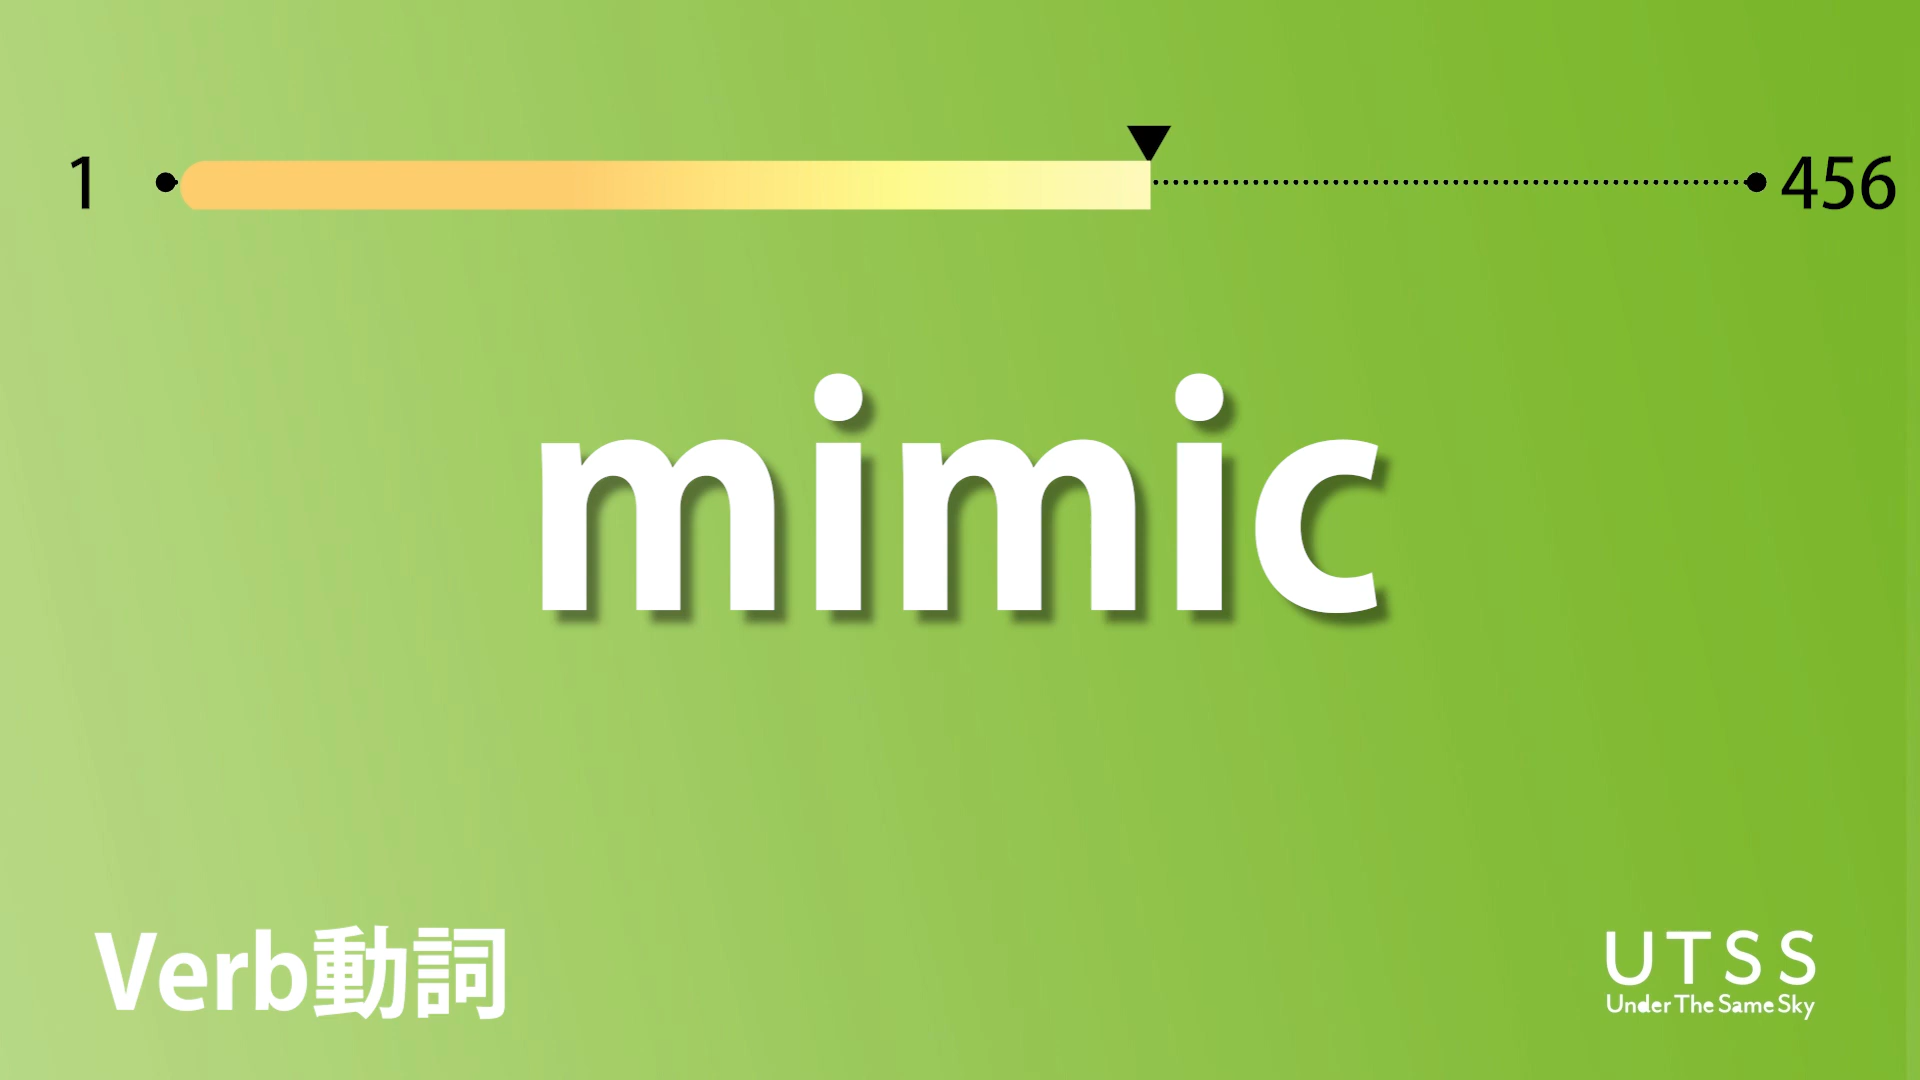 1
456
mimic
Verb動詞
UTSS
Under The Same Sky